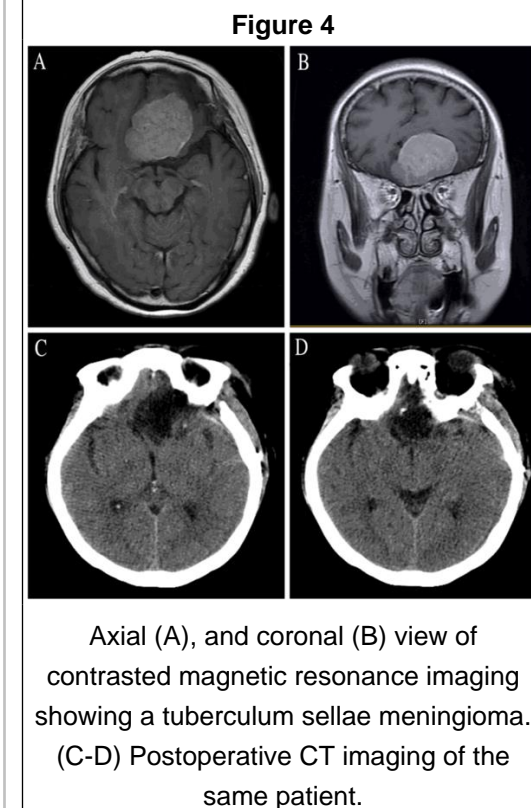 Figure 4
A
B
C
D
Axial (A), and coronal (B) view of
contrasted magnetic resonance imaging
showing a tuberculum sellae meningioma.
(C-D) Postoperative CT imaging of the
same patient.